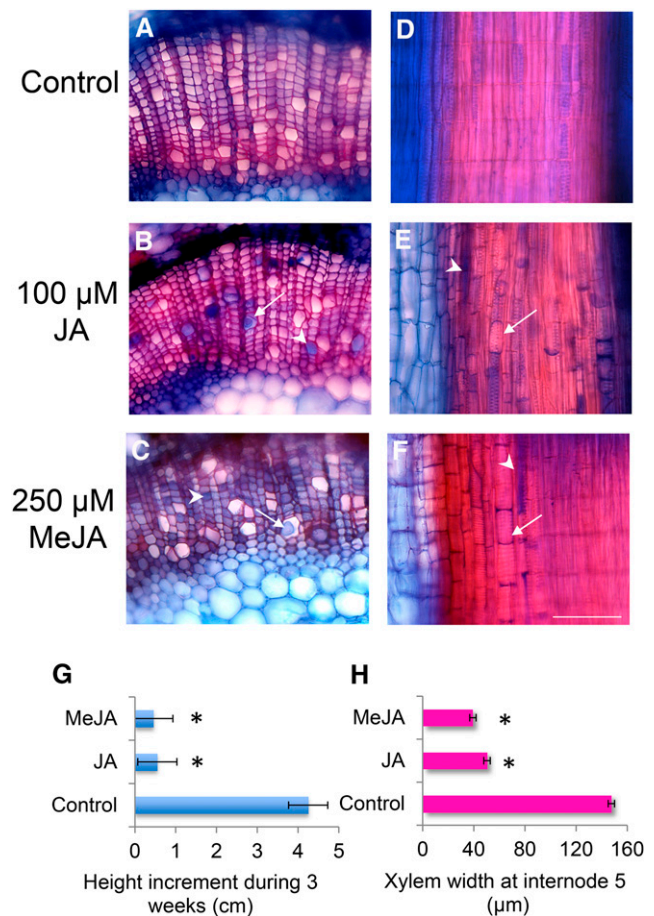 A
D
Control
B
E
100 µM
JA
C
F
250 µM
MeJA
G
H
MeJA
*
JA
*
Control
0 1 2 3 4 5
Height increment during 3
weeks (cm)
MeJA
*
JA
*
Control
0 40 80 120 160
Xylem width at internode 5
(µm)